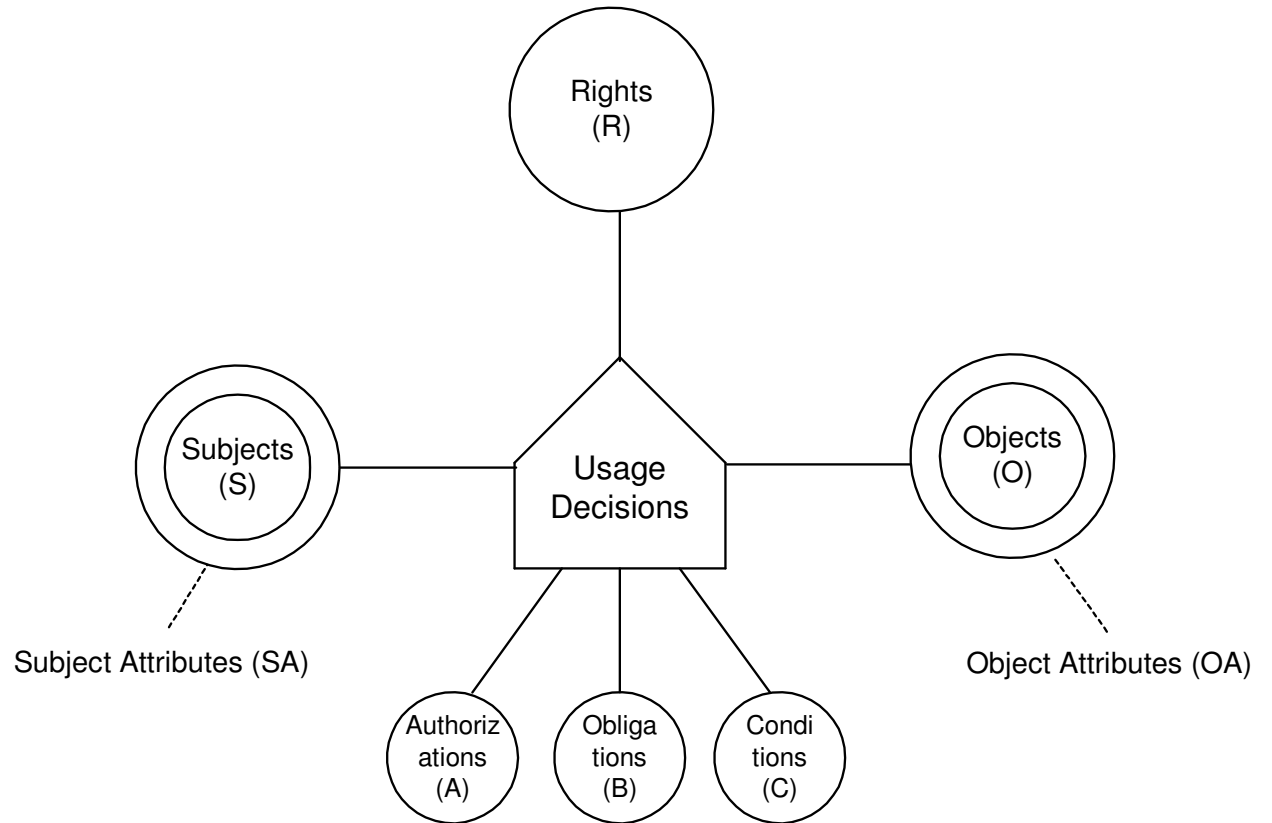 Rights
(R)
Subjects
(S)
Objects
(O)
Usage
Decisions
Subject Attributes (SA)
Object Attributes (OA)
Authoriz
ations
(A)
Obliga
tions
(B)
Condi
tions
(C)